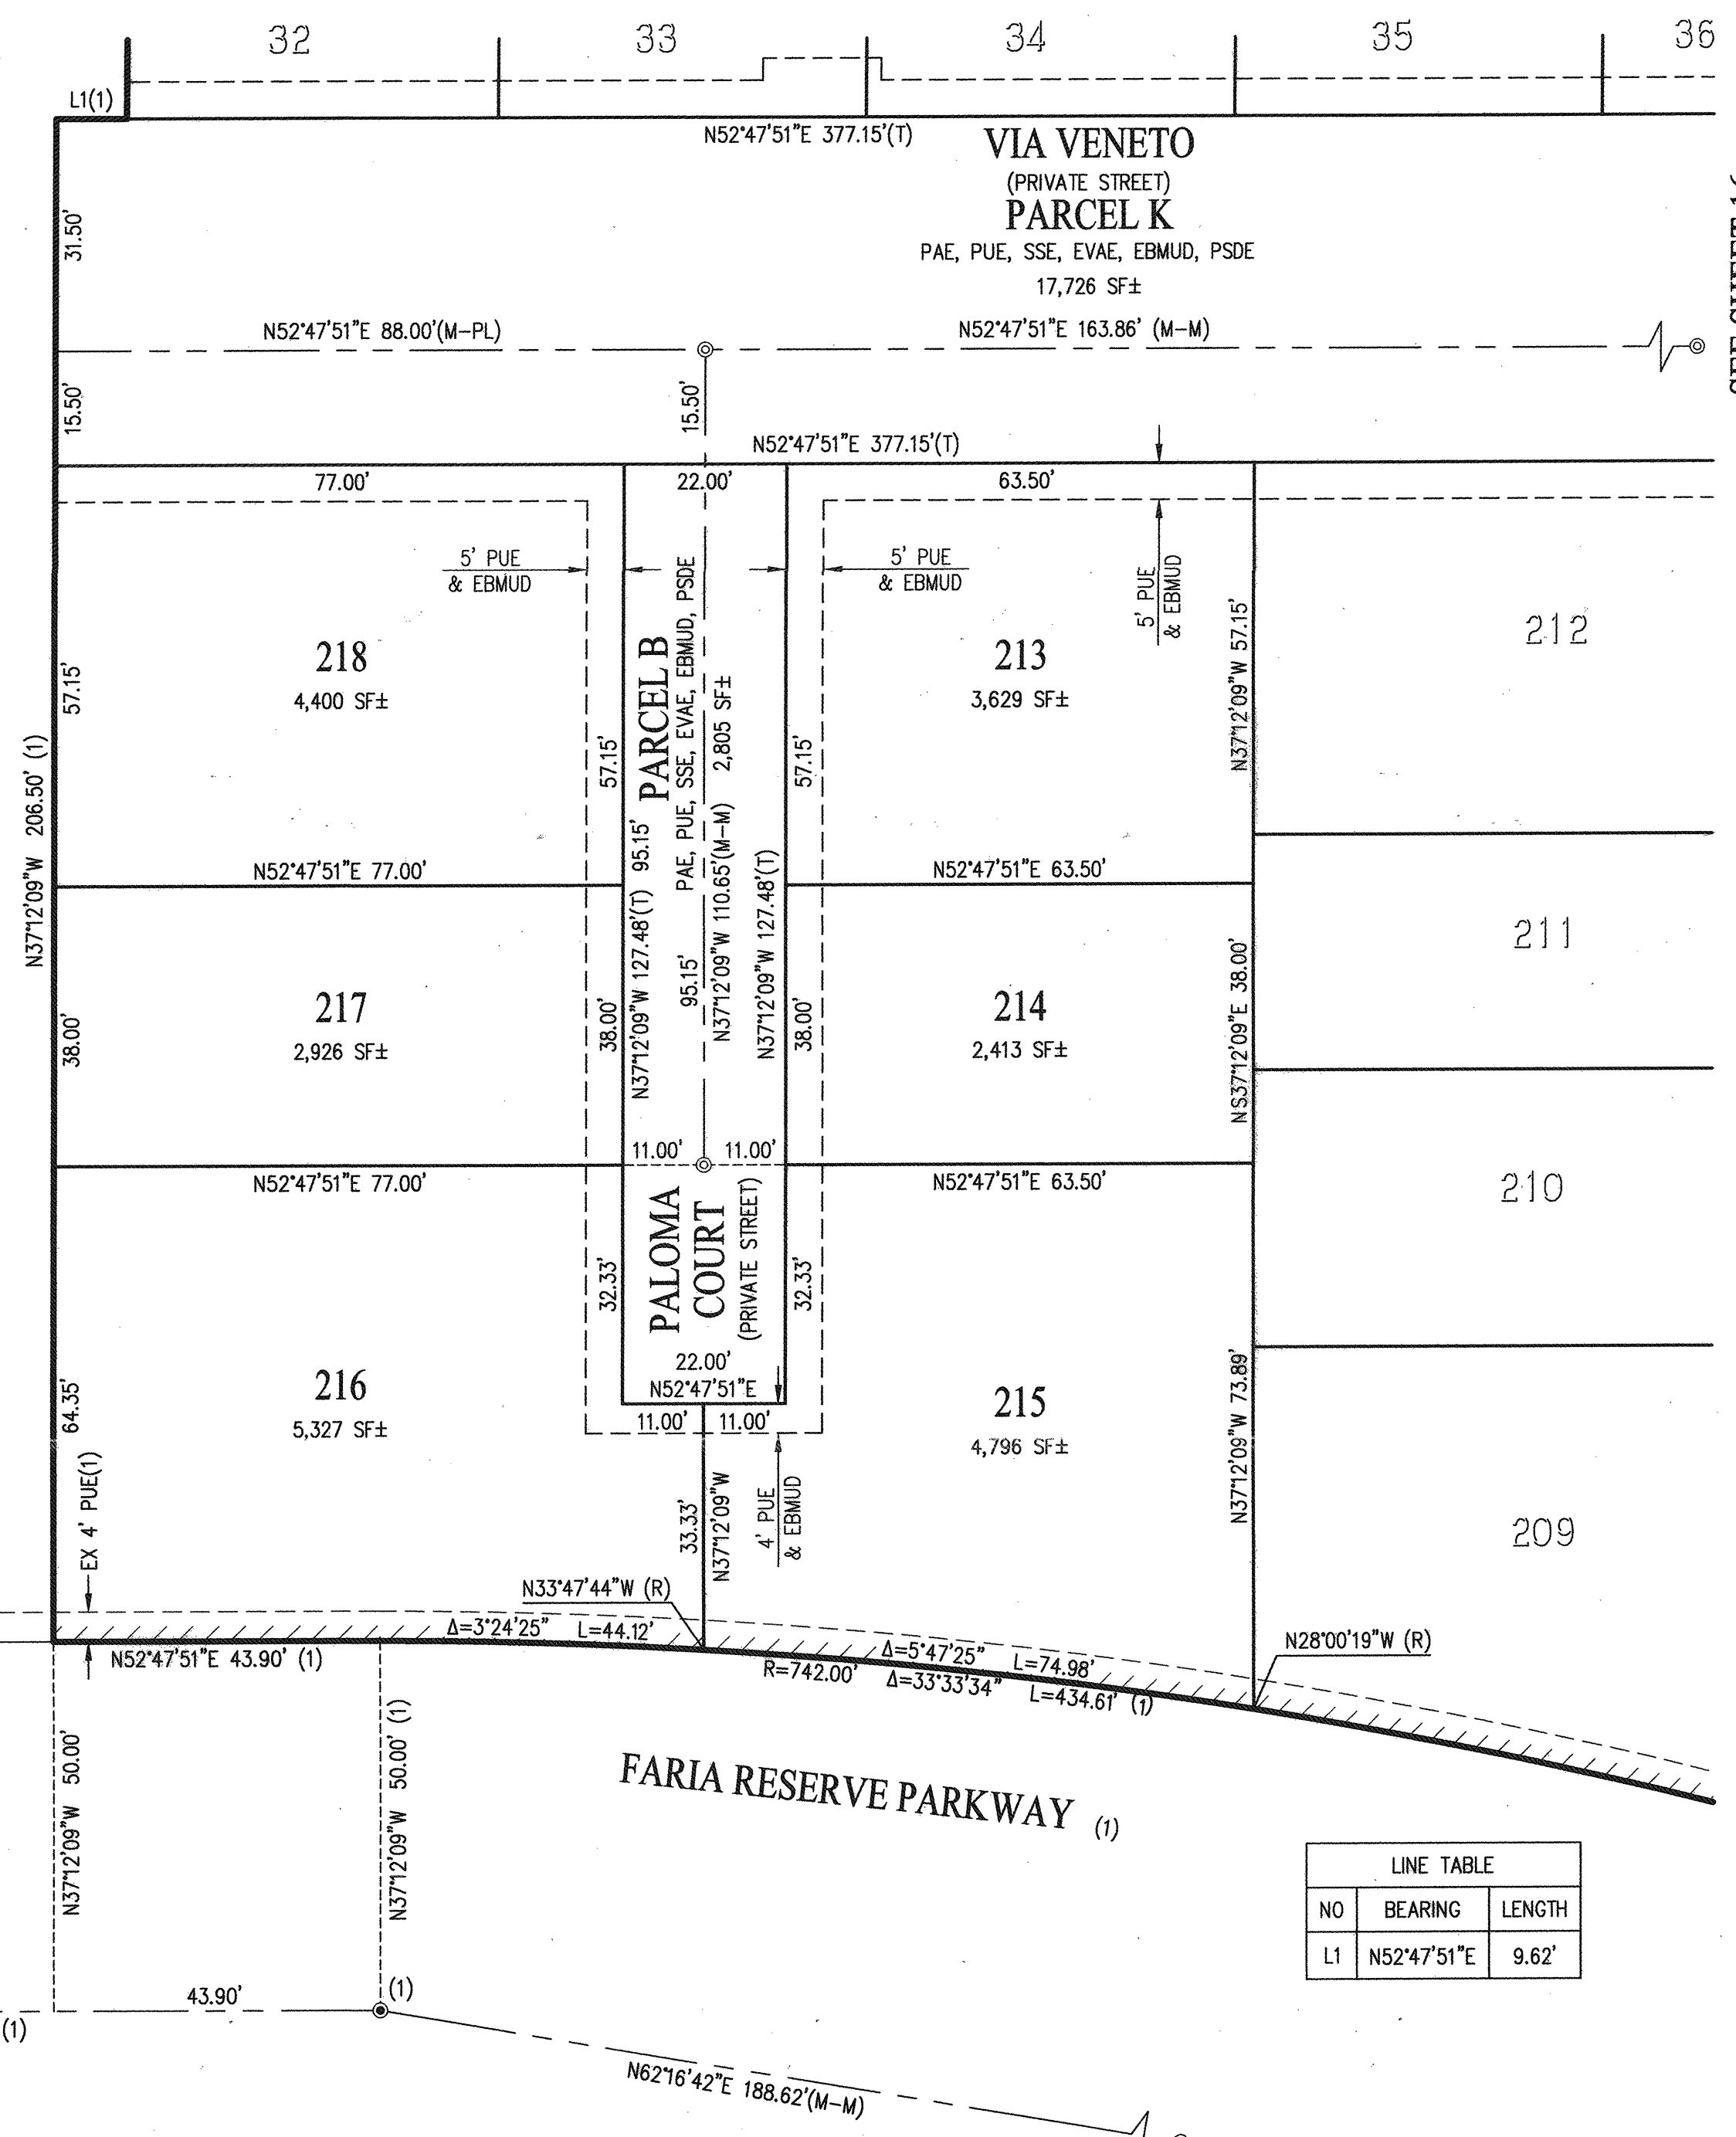 32
33
34
35
36
L1(1)
N52°47'51"E 377.15'(T)
VIA VENETO
(PRIVATE STREET)
PARCEL K
PAE, PUE, SSE, EVAE, EBMUD, PSDE
17,726 SF±
31.50'
N52°47'51"E 88.00'(M-PL)
N52°47'51"E 163.86' (M-M)
15.50'
15.50'
N52°47'51"E 377.15'(T)
77.00'
22.00'
63.50'
5' PUE
& EBMUD
5' PUE
& EBMUD
5' PUE
& EBMUD
218
4,400 SF±
57.15'
57.15'
PARCEL B
PAE, PUE, SSE, EVAE, EBMUD, PSDE
2,805 SF±
57.15'
213
3,629 SF±
N37°12'09"W 57.15'
212
N37°12'09"W 206.50' (1)
N52°47'51"E 77.00'
N37°12'09"W 127.48'(T) 95.15'
95.15'
N37°12'09"W 110.65'(M-M)
N37°12'09"W 127.48'(T)
N52°47'51"E 63.50'
211
217
2,926 SF±
38.00'
38.00'
38.00'
214
2,413 SF±
NS37°12'09"E 38.00'
11.00'
11.00'
N52°47'51"E 77.00'
N52°47'51"E 63.50'
210
PALOMA
COURT
(PRIVATE STREET)
32.33'
32.33'
22.00'
N52°47'51"E
11.00'
11.00'
216
5,327 SF±
64.35'
215
4,796 SF±
N37°12'09"W 73.89'
EX 4' PUE(1)
33.33'
N37°12'09"W
4' PUE
& EBMUD
209
N33°47'44"W (R)
Δ=3°24'25" L=44.12'
N52°47'51"E 43.90' (1)
Δ=5°47'25" L=74.98'
R=742.00' Δ=33°33'34" L=434.61' (1)
N28°00'19"W (R)
N37°12'09"W 50.00'
N37°12'09"W 50.00' (1)
FARIA RESERVE PARKWAY (1)
LINE TABLE
NO BEARING LENGTH
L1 N52°47'51"E 9.62'
43.90'
(1)
(1)
N62°16'42"E 188.62'(M-M)